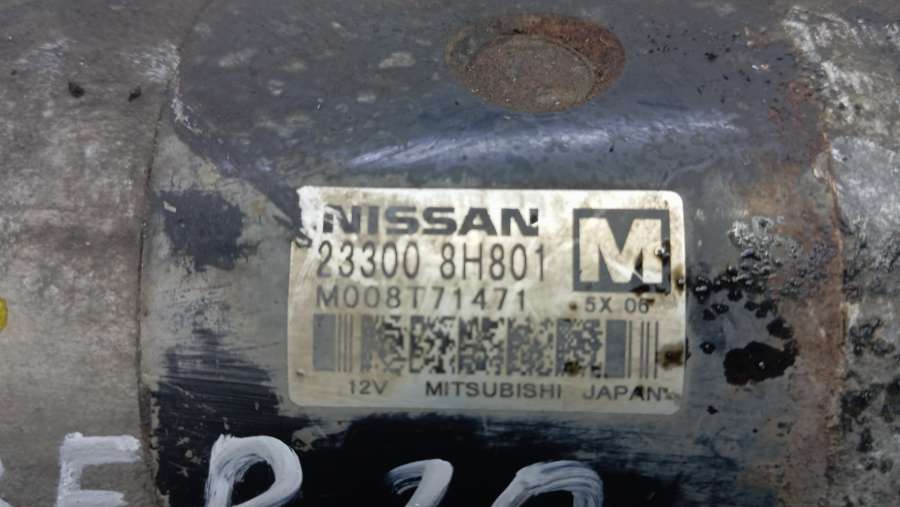 NISSAN M
23300 8H801
M008T71471 5X 06
12V MITSUBISHI JAPAN